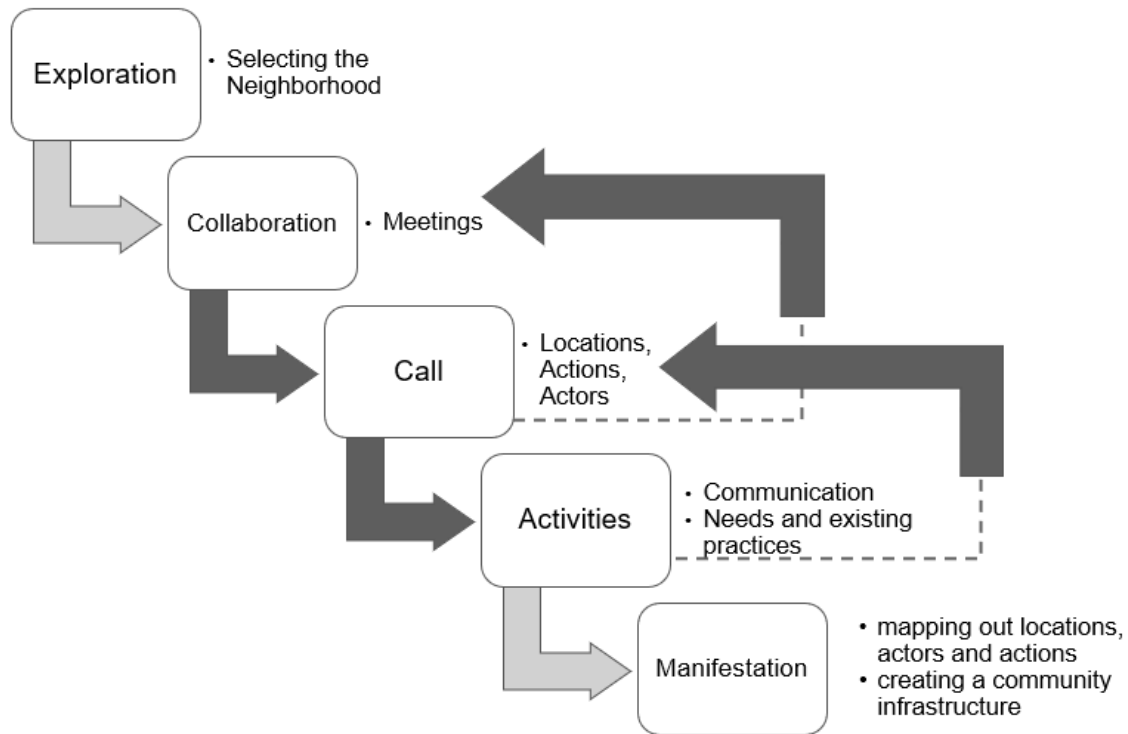 Exploration
• Selecting the
Neighborhood
Collaboration
• Meetings
Call
• Locations,
Actions,
Actors
Activities
• Communication
• Needs and existing
practices
Manifestation
• mapping out locations,
actors and actions
• creating a community
infrastructure